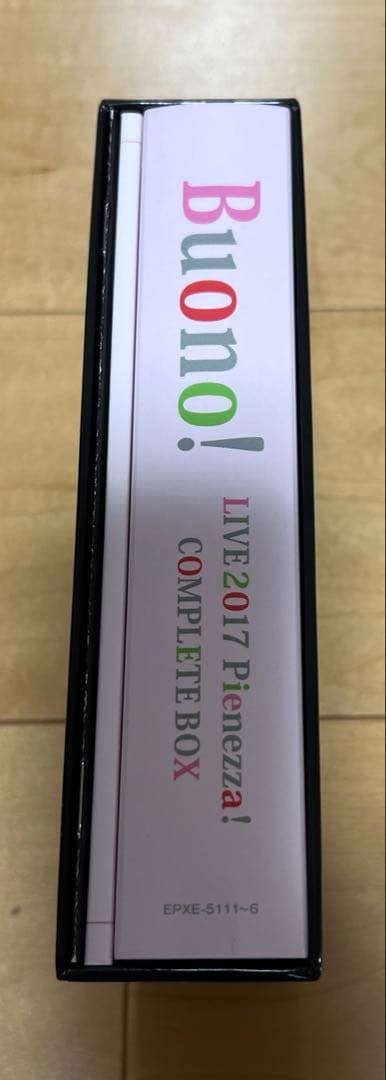 Buono!
LIVE 2017 Pienezza!
COMPLETE BOX
EPXE-5111~6